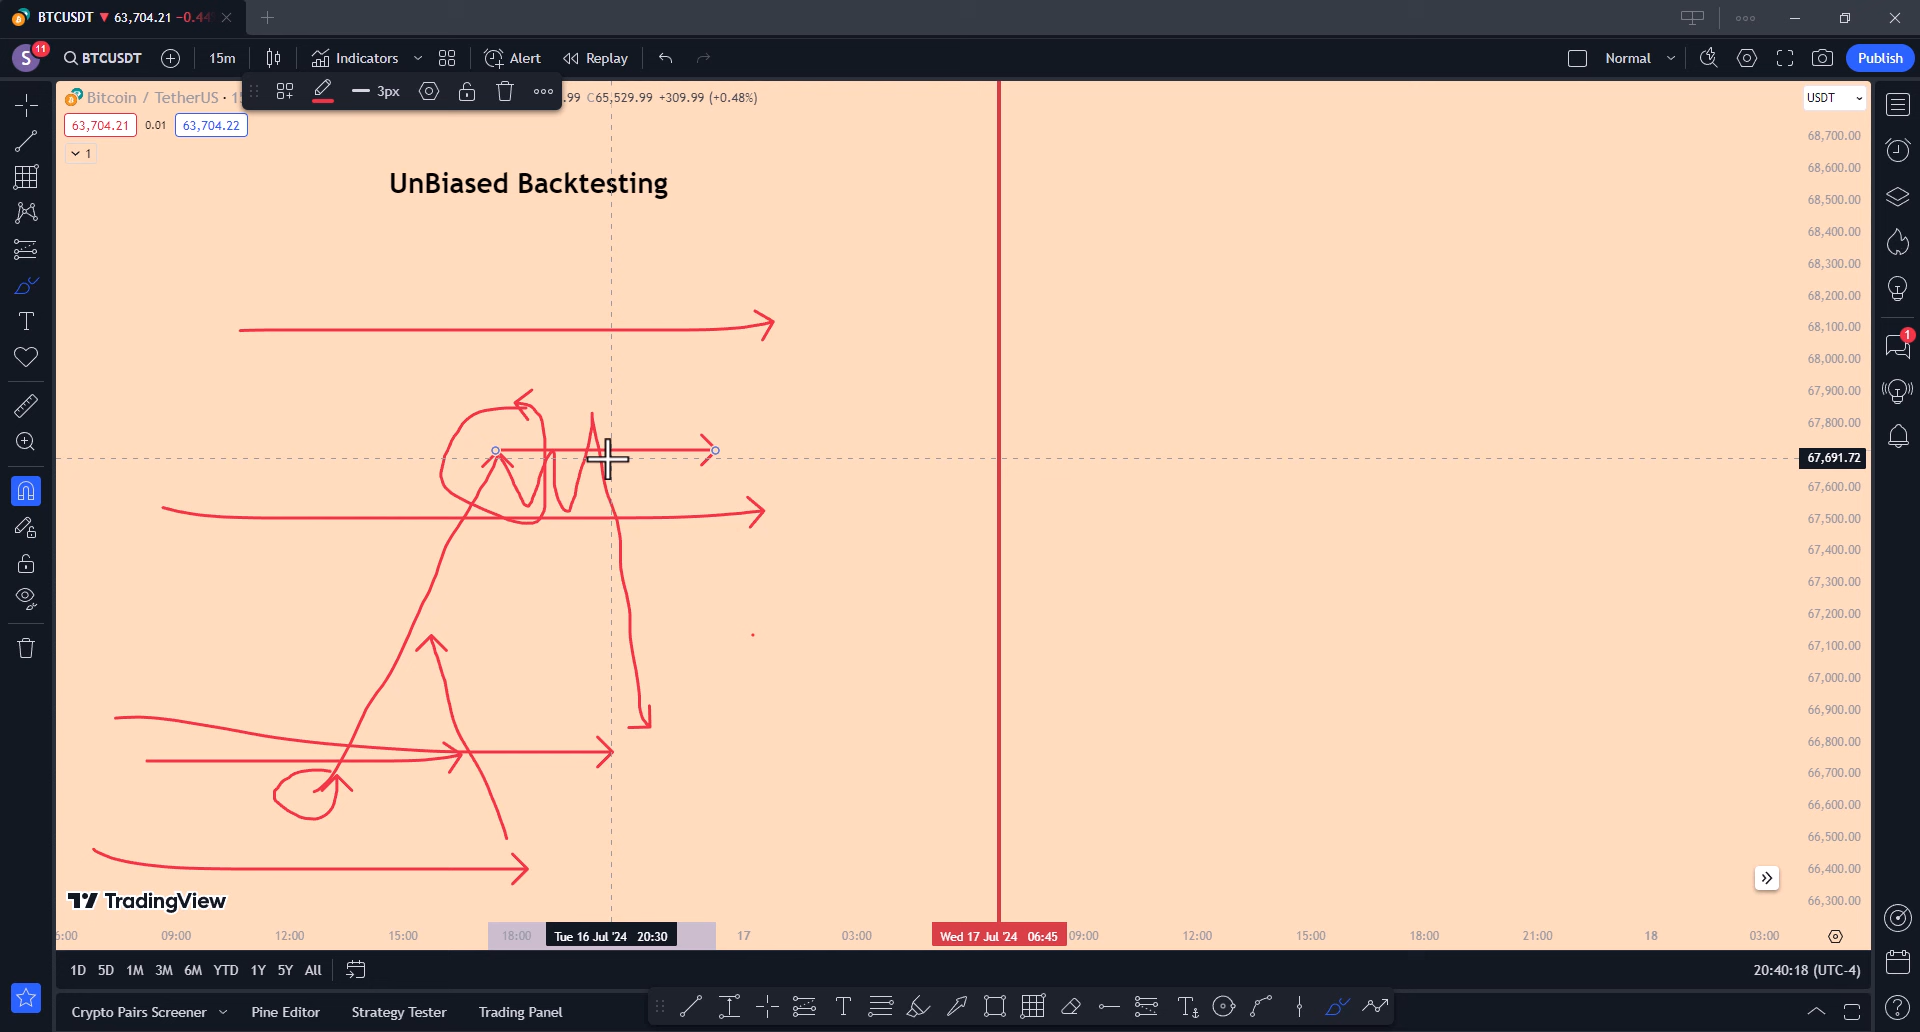 BTCUSDT ▼ 63,704.21 −0.44
S 11 BTCUSDT 15m Indicators Alert Replay Normal Publish
3px
Bitcoin / TetherUS · 1 .99 C65,529.99 +309.99 (+0.48%) USDT
63,704.21 0.01 63,704.22
1
UnBiased Backtesting
68,700.00
68,600.00
68,500.00
68,400.00
68,300.00
68,200.00
68,100.00
68,000.00
67,900.00
67,800.00
67,691.72
67,600.00
67,500.00
67,400.00
67,300.00
67,200.00
67,100.00
67,000.00
66,900.00
66,800.00
66,700.00
66,600.00
66,500.00
66,400.00
66,300.00
1
TradingView
6:00 09:00 12:00 15:00 18:00 Tue 16 Jul '24 20:30 17 03:00 Wed 17 Jul '24 06:45 09:00 12:00 15:00 18:00 21:00 18 03:00
1D 5D 1M 3M 6M YTD 1Y 5Y All 20:40:18 (UTC-4)
Crypto Pairs Screener Pine Editor Strategy Tester Trading Panel